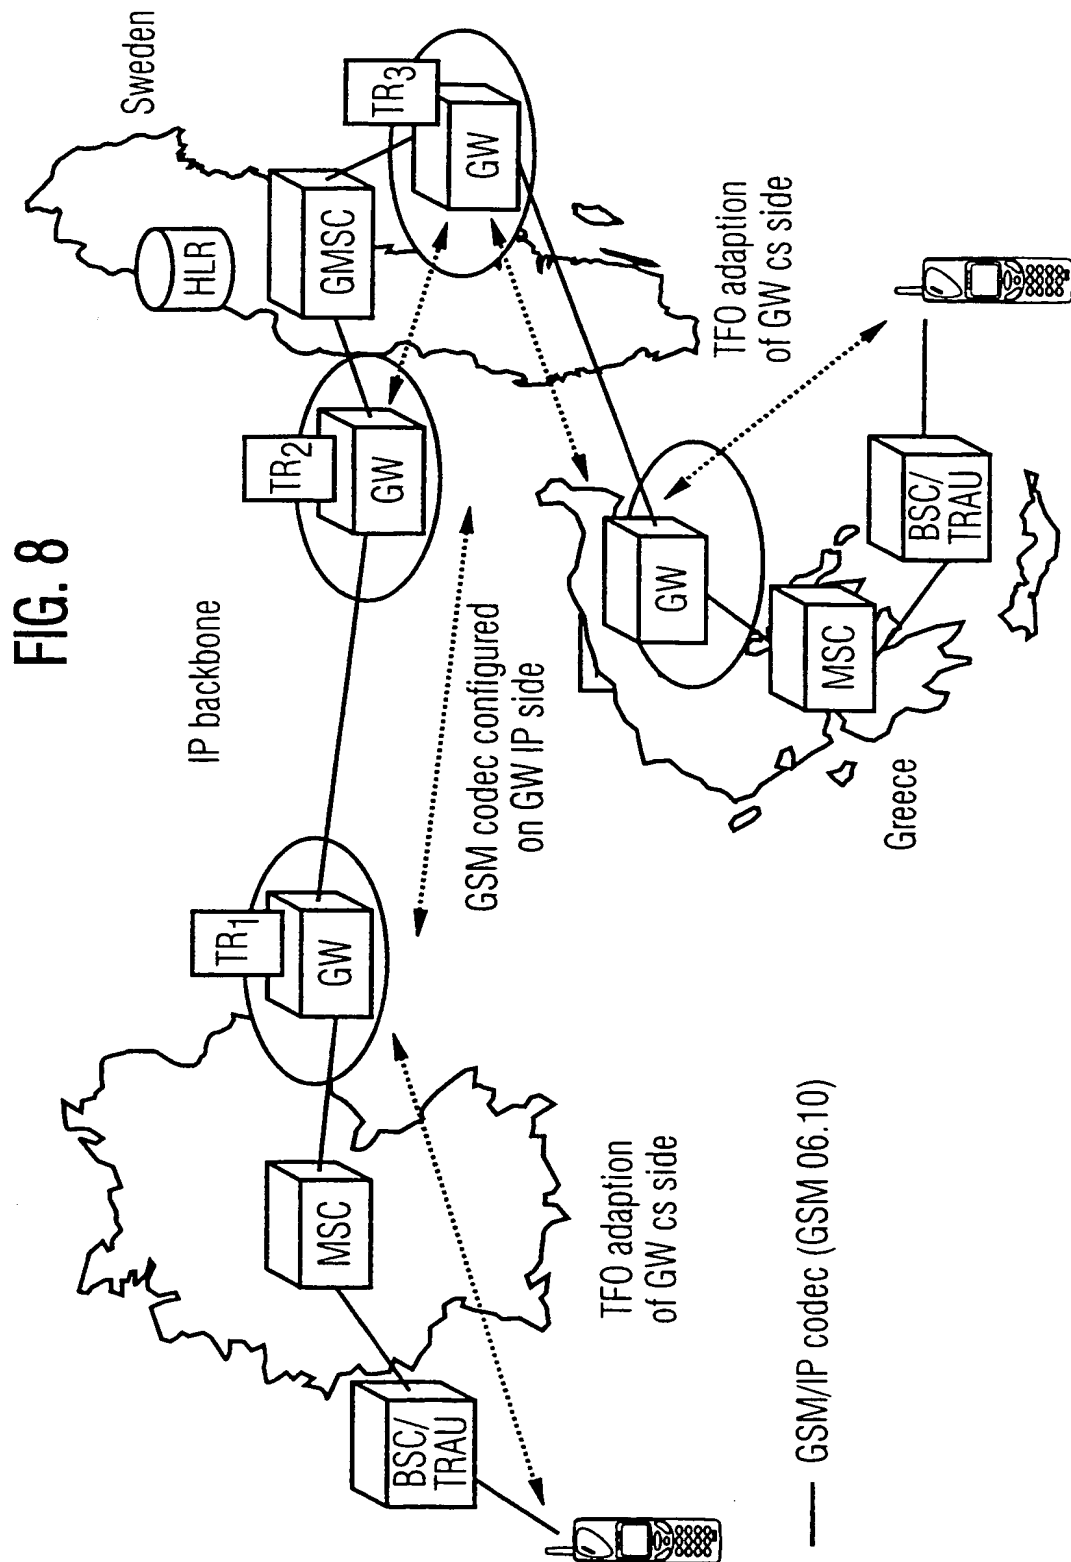 FIG. 8
Sweden
HLR
GMSC
TR3
GW
TR2
GW
IP backbone
TR1
GW
MSC
BSC/
TRAU
GSM codec configured
on GW IP side
TFO adaption
of GW cs side
TFO adaption
of GW cs side
GW
MSC
BSC/
TRAU
Greece
GSM/IP codec (GSM 06.10)